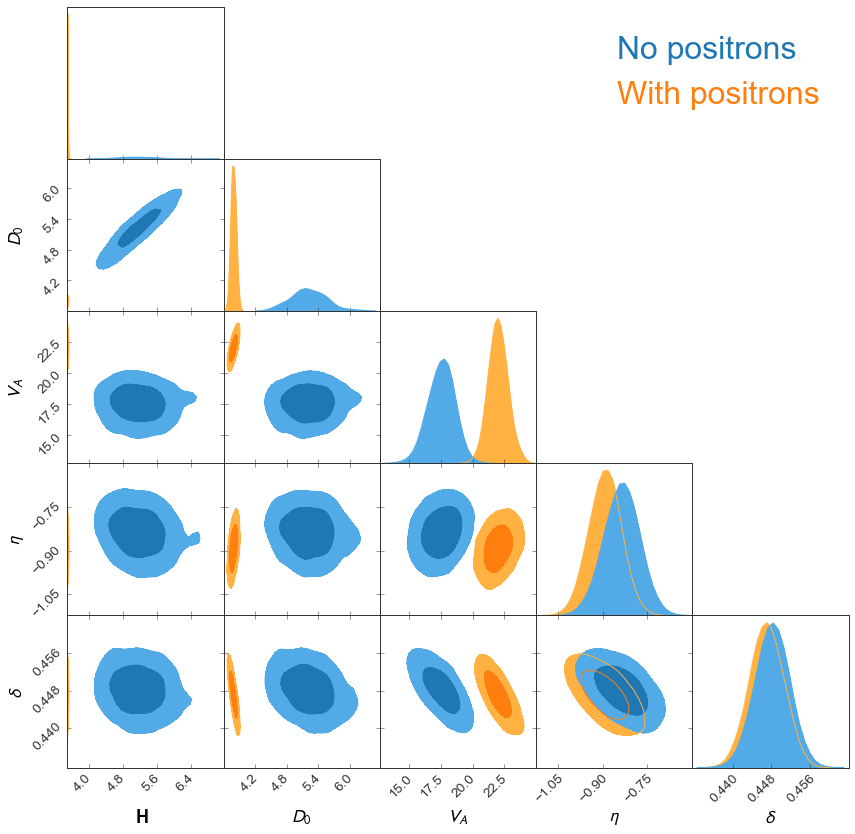 No positrons
With positrons
D₀
6.0
5.4
4.8
4.2
V_A
22.5
20.0
17.5
15.0
η
−0.75
−0.90
−1.05
δ
0.456
0.448
0.440
4.0 4.8 5.6 6.4 4.2 4.8 5.4 6.0 15.0 17.5 20.0 22.5 −1.05 −0.90 −0.75 0.440 0.448 0.456
H D₀ V_A η δ